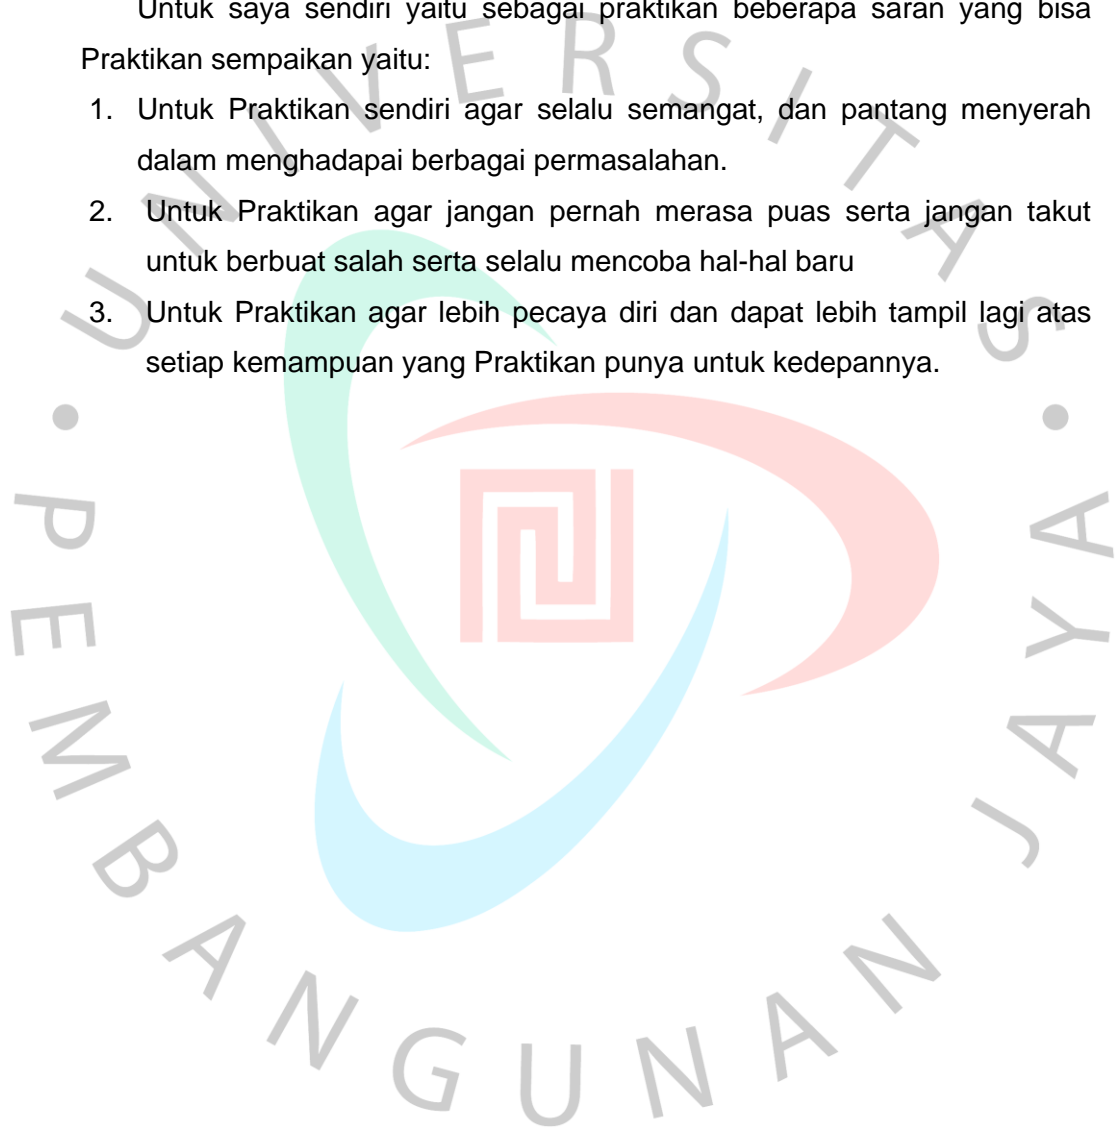 Untuk saya sendiri yaitu sebagai praktikan beberapa saran yang bisa
Praktikan sempaikan yaitu:
1. Untuk Praktikan sendiri agar selalu semangat, dan pantang menyerah
dalam menghadapai berbagai permasalahan.
2. Untuk Praktikan agar jangan pernah merasa puas serta jangan takut
untuk berbuat salah serta selalu mencoba hal-hal baru
3. Untuk Praktikan agar lebih pecaya diri dan dapat lebih tampil lagi atas
setiap kemampuan yang Praktikan punya untuk kedepannya.
UNIVERSITAS • PEMBANGUNAN JAYA •